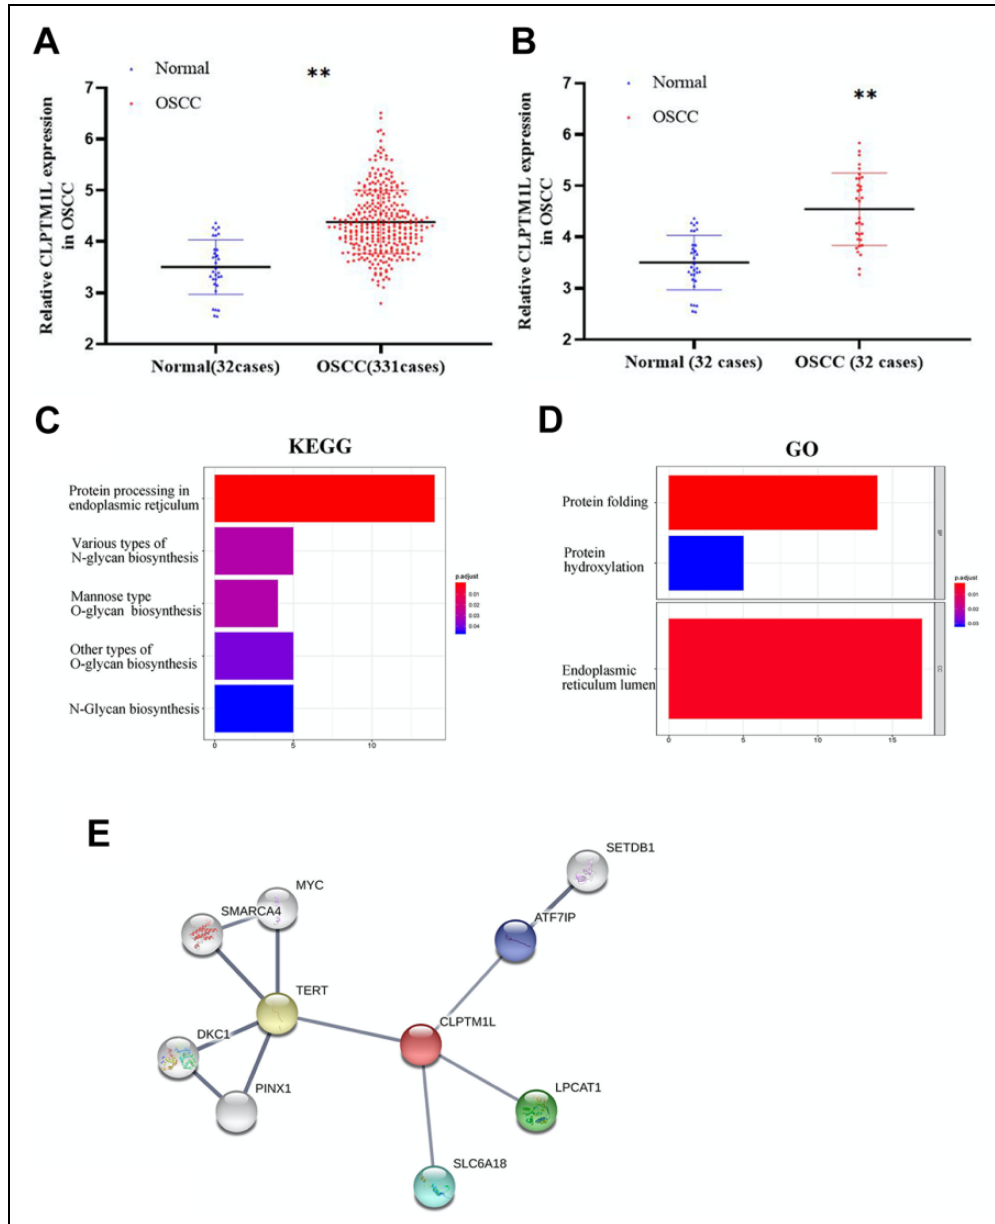 A
Normal
OSCC
**
Relative CLPTM1L expression
in OSCC
7
6
5
4
3
2
Normal(32cases)
OSCC(331cases)
B
Normal
OSCC
**
Relative CLPTM1L expression
in OSCC
7
6
5
4
3
2
Normal (32 cases)
OSCC (32 cases)
C
KEGG
Protein processing in
endoplasmic retjculum
Various types of
N-glycan biosynthesis
Mannose type
O-glycan biosynthesis
Other types of
O-glycan biosynthesis
N-Glycan biosynthesis
0
5
10
p.adjust
0.01
0.02
0.03
0.04
D
GO
Protein folding
Protein
hydroxylation
Endoplasmic
reticulum lumen
BP
CC
0
5
10
15
p.adjust
0.01
0.02
0.03
E
SETDB1
MYC
SMARCA4
ATF7IP
TERT
CLPTM1L
DKC1
PINX1
LPCAT1
SLC6A18